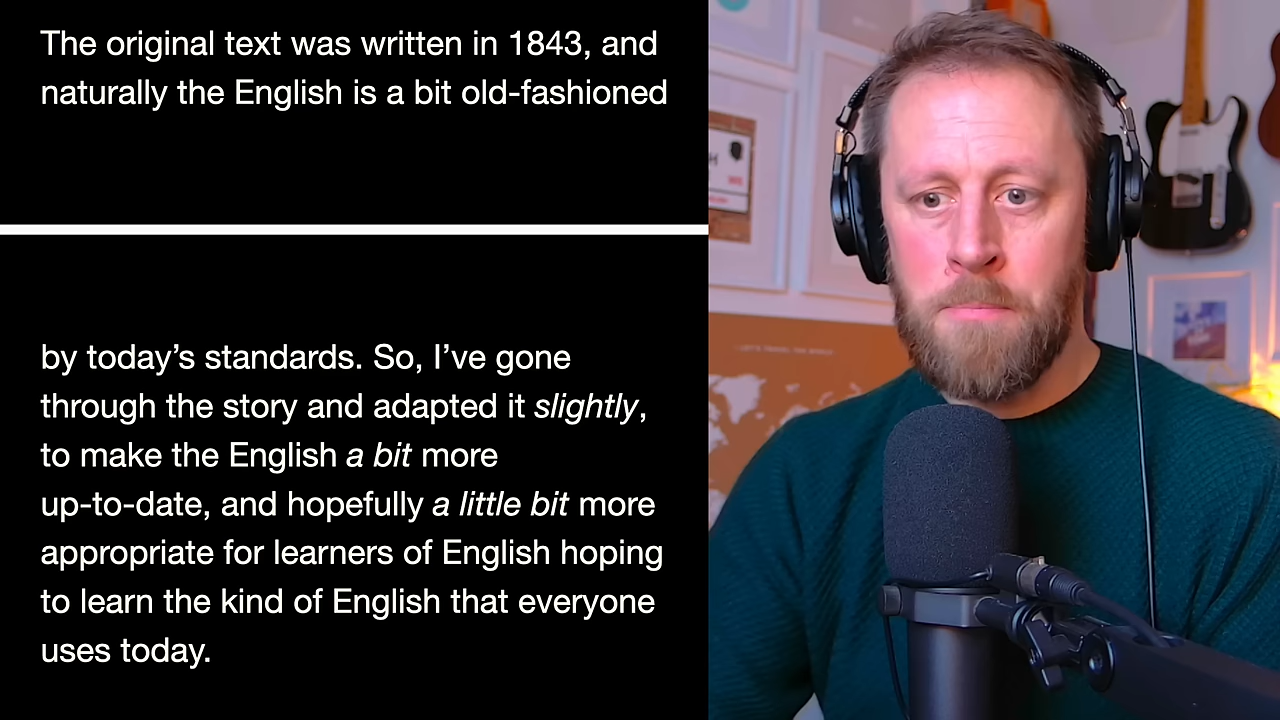 The original text was written in 1843, and
naturally the English is a bit old-fashioned
by today’s standards. So, I’ve gone
through the story and adapted it slightly,
to make the English a bit more
up-to-date, and hopefully a little bit more
appropriate for learners of English hoping
to learn the kind of English that everyone
uses today.